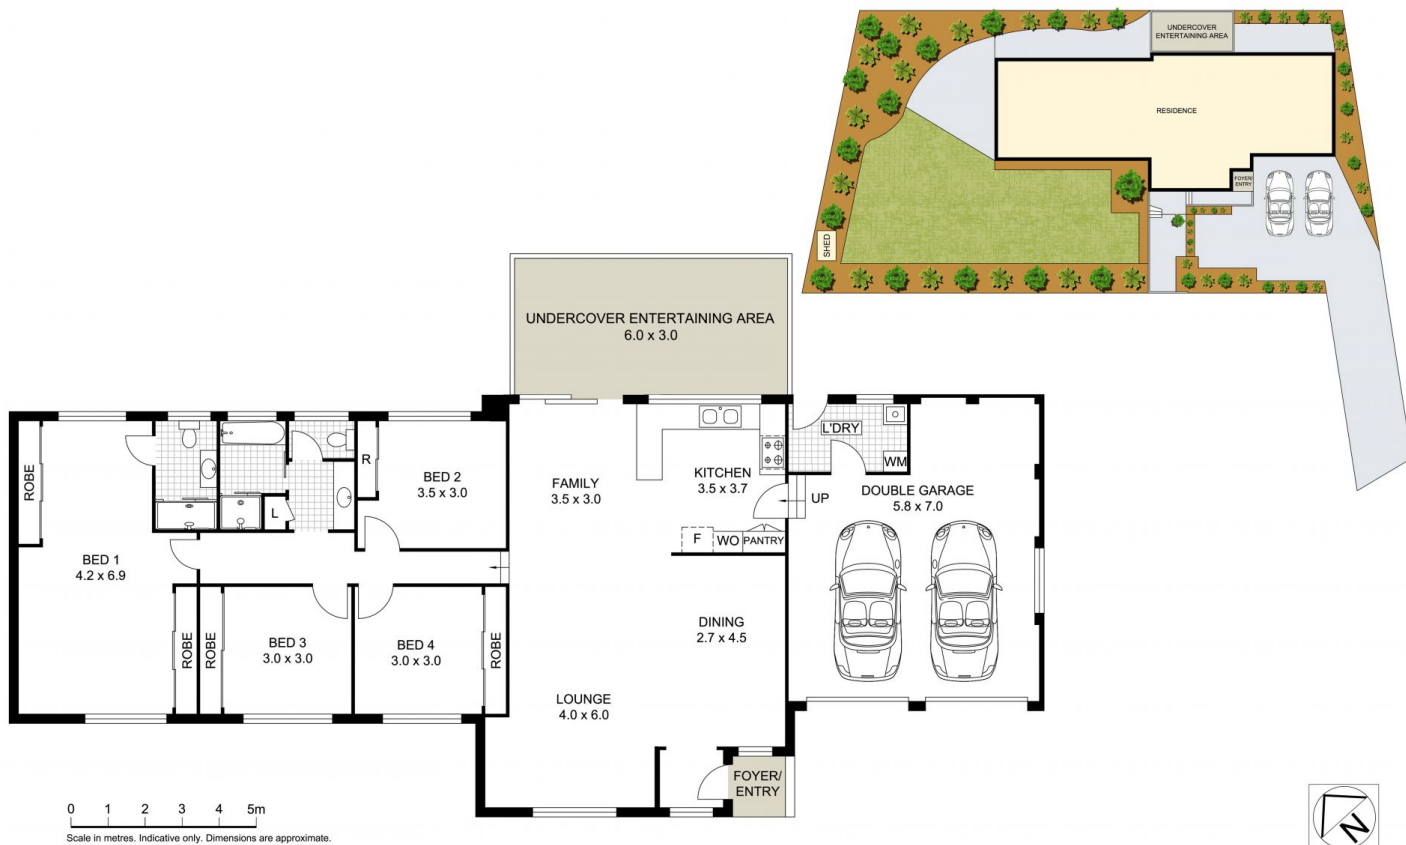 UNDERCOVER
ENTERTAINING AREA
RESIDENCE
FOYER/
ENTRY
SHED
UNDERCOVER ENTERTAINING AREA
6.0 x 3.0
ROBE
BED 1
4.2 x 6.9
ROBE
L
R
BED 2
3.5 x 3.0
ROBE
BED 3
3.0 x 3.0
BED 4
3.0 x 3.0
ROBE
FAMILY
3.5 x 3.0
KITCHEN
3.5 x 3.7
F
WO
PANTRY
L'DRY
WM
UP
DOUBLE GARAGE
5.8 x 7.0
DINING
2.7 x 4.5
LOUNGE
4.0 x 6.0
FOYER/
ENTRY
0 1 2 3 4 5m
Scale in metres. Indicative only. Dimensions are approximate.
N